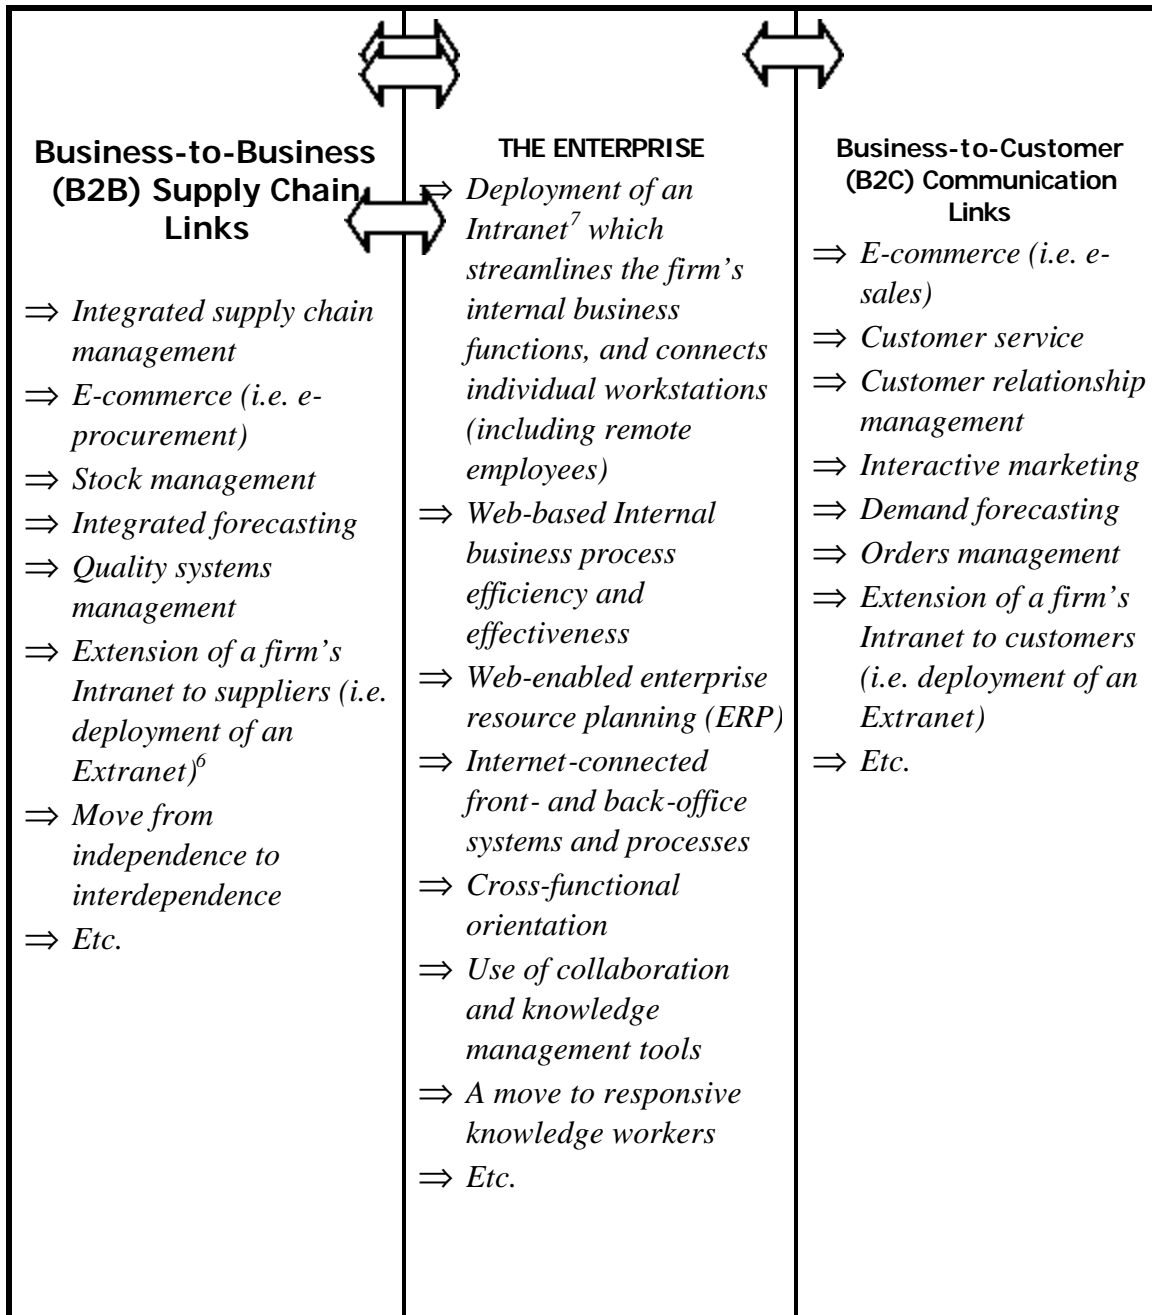 Business-to-Business
(B2B) Supply Chain
Links
⇒ Integrated supply chain
management
⇒ E-commerce (i.e. e-
procurement)
⇒ Stock management
⇒ Integrated forecasting
⇒ Quality systems
management
⇒ Extension of a firm's
Intranet to suppliers (i.e.
deployment of an
Extranet)6
⇒ Move from
independence to
interdependence
⇒ Etc.
THE ENTERPRISE
⇒ Deployment of an
Intranet7 which
streamlines the firm's
internal business
functions, and connects
individual workstations
(including remote
employees)
⇒ Web-based Internal
business process
efficiency and
effectiveness
⇒ Web-enabled enterprise
resource planning (ERP)
⇒ Internet-connected
front- and back-office
systems and processes
⇒ Cross-functional
orientation
⇒ Use of collaboration
and knowledge
management tools
⇒ A move to responsive
knowledge workers
⇒ Etc.
Business-to-Customer
(B2C) Communication
Links
⇒ E-commerce (i.e. e-
sales)
⇒ Customer service
⇒ Customer relationship
management
⇒ Interactive marketing
⇒ Demand forecasting
⇒ Orders management
⇒ Extension of a firm's
Intranet to customers
(i.e. deployment of an
Extranet)
⇒ Etc.